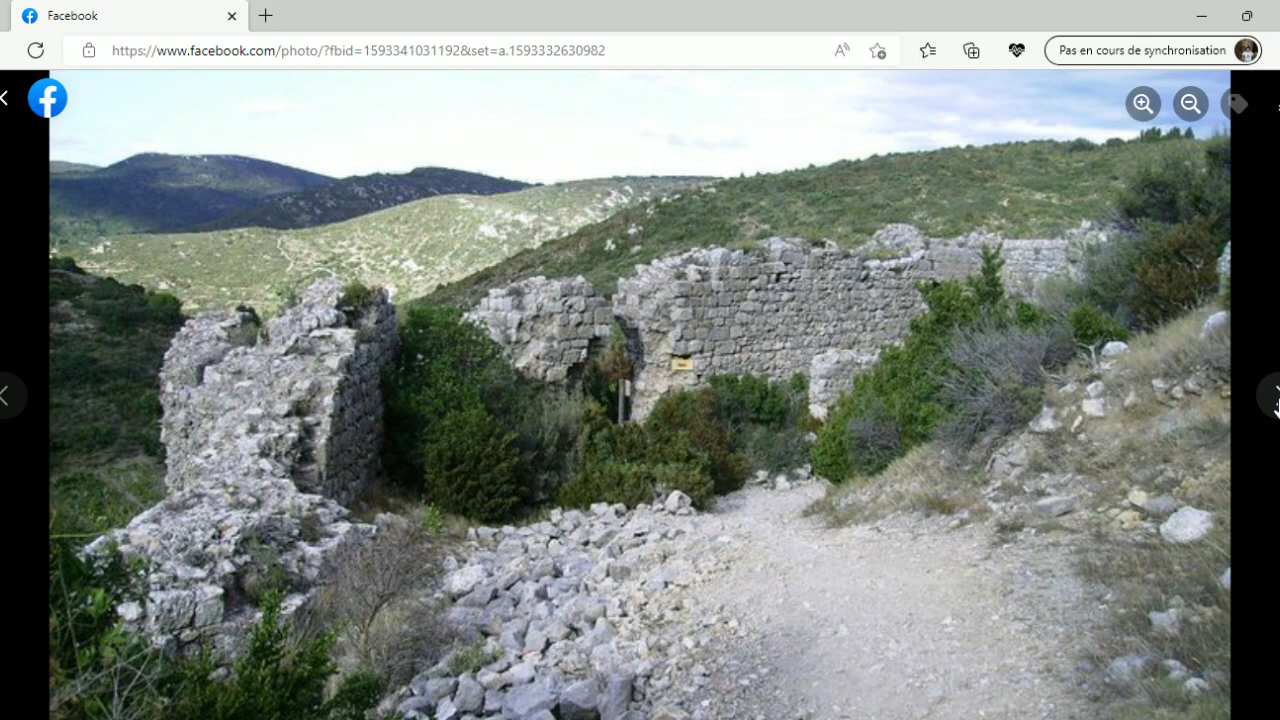 Facebook
https://www.facebook.com/photo/?fbid=1593341031192&set=a.1593332630982
Pas en cours de synchronisation